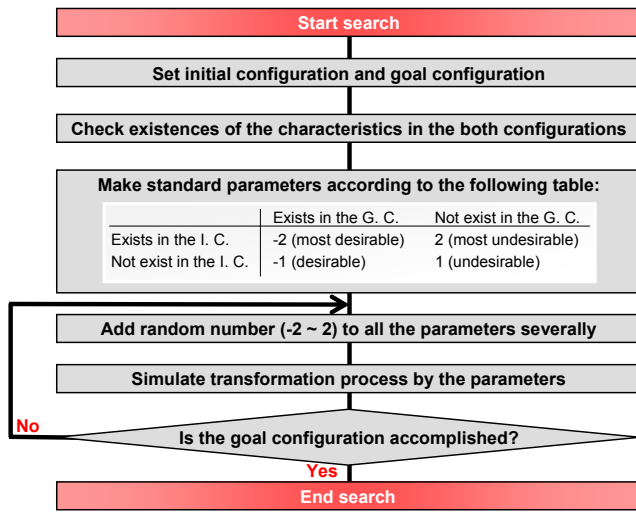 Start search
Set initial configuration and goal configuration
Check existences of the characteristics in the both configurations
Make standard parameters according to the following table:
Exists in the G. C. Not exist in the G. C.
Exists in the I. C. -2 (most desirable) 2 (most undesirable)
Not exist in the I. C. -1 (desirable) 1 (undesirable)
Add random number (-2 ~ 2) to all the parameters severally
Simulate transformation process by the parameters
No
Is the goal configuration accomplished?
Yes
End search